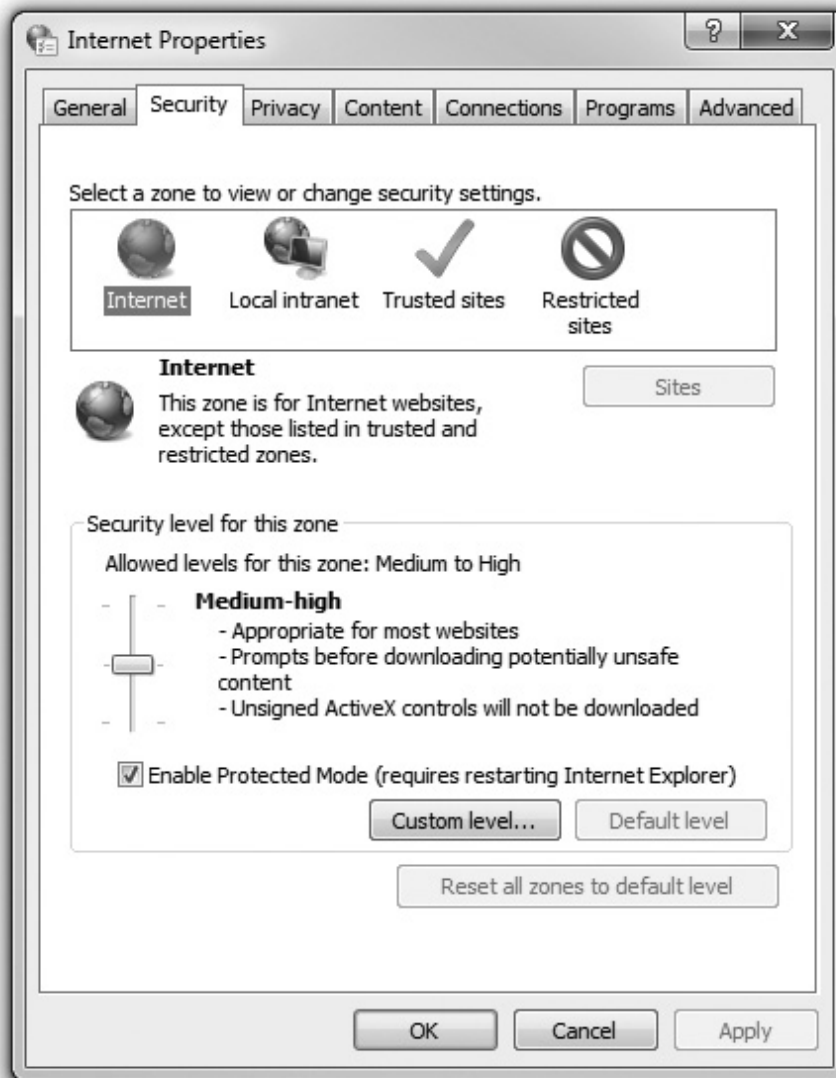 Internet Properties
?
X
General Security Privacy Content Connections Programs Advanced
Select a zone to view or change security settings.
Internet Local intranet Trusted sites Restricted
sites
Internet
Sites
This zone is for Internet websites,
except those listed in trusted and
restricted zones.
Security level for this zone
Allowed levels for this zone: Medium to High
Medium-high
- Appropriate for most websites
- Prompts before downloading potentially unsafe
content
- Unsigned ActiveX controls will not be downloaded
Enable Protected Mode (requires restarting Internet Explorer)
Custom level... Default level
Reset all zones to default level
OK Cancel Apply